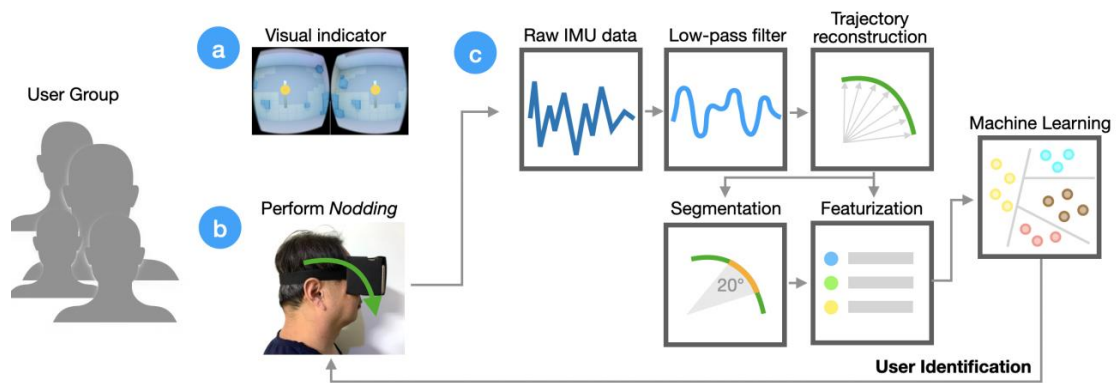 User Group
a
Visual indicator
b
Perform Nodding
c
Raw IMU data
Low-pass filter
Trajectory
reconstruction
Segmentation
20°
Featurization
Machine Learning
User Identification